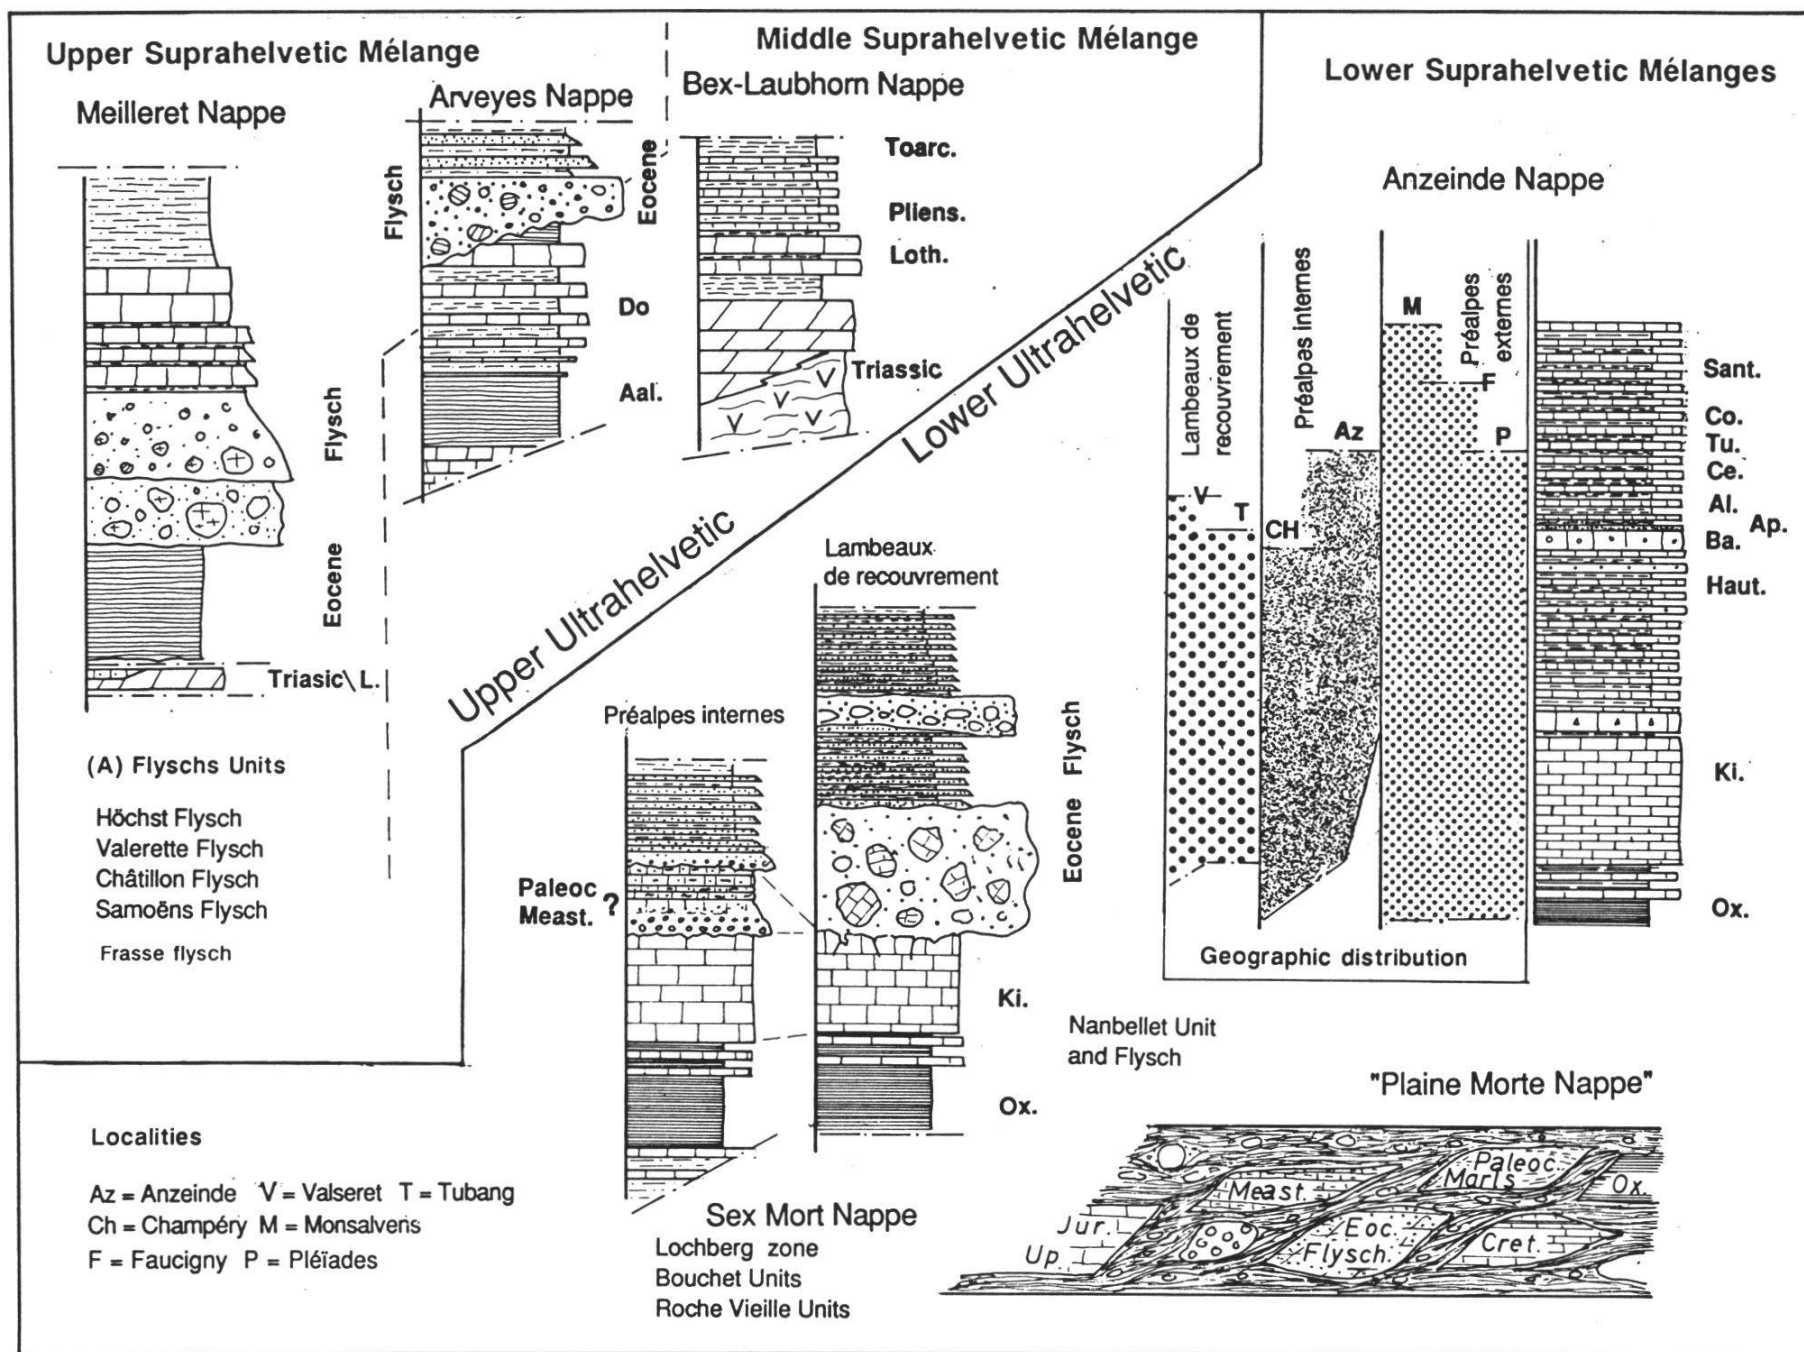 Upper Suprahelvetic Mélange
Meilleret Nappe
Arveyes Nappe
Flysch
Eocene
Do
Aal.
Flysch
Eocene
Triasic\ L.
(A) Flyschs Units
Höchst Flysch
Valerette Flysch
Châtillon Flysch
Samoëns Flysch
Frasse flysch
Middle Suprahelvetic Mélange
Bex-Laubhorn Nappe
Toarc.
Pliens.
Loth.
Triassic
V
V
V
V
Upper Ultrahelvetic
Lower Ultrahelvetic
Lower Suprahelvetic Mélanges
Anzeinde Nappe
Lambeaux de
recouvrement
Préalpes internes
Préalpes
externes
M
F
P
Az
V
T
CH
Sant.
Co.
Tu.
Ce.
Al.
Ap.
Ba.
Haut.
Ki.
Ox.
Geographic distribution
Lambeaux
de recouvrement
Préalpes internes
Eocene Flysch
Paleoc
Meast. ?
Ki.
Ox.
Nanbellet Unit
and Flysch
Sex Mort Nappe
Lochberg zone
Bouchet Units
Roche Vieille Units
"Plaine Morte Nappe"
Paleoc.
Marls
Meast.
Ox.
Jur.
Up.
Eoc.
Flysch.
Cret.
Localities
Az = Anzeinde V = Valseret T = Tubang
Ch = Champéry M = Monsalvens
F = Faucigny P = Pléïades